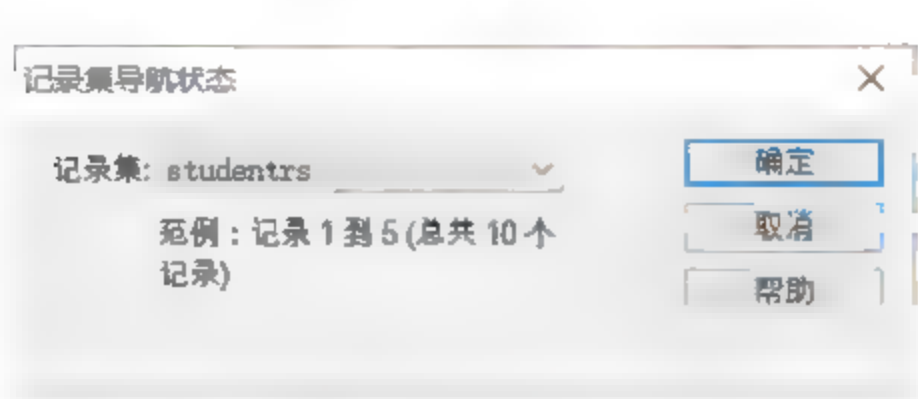 记录集导航状态
记录集: studentrs
确定
范例：记录 1 到 5 (总共 10 个
记录)
取消
帮助